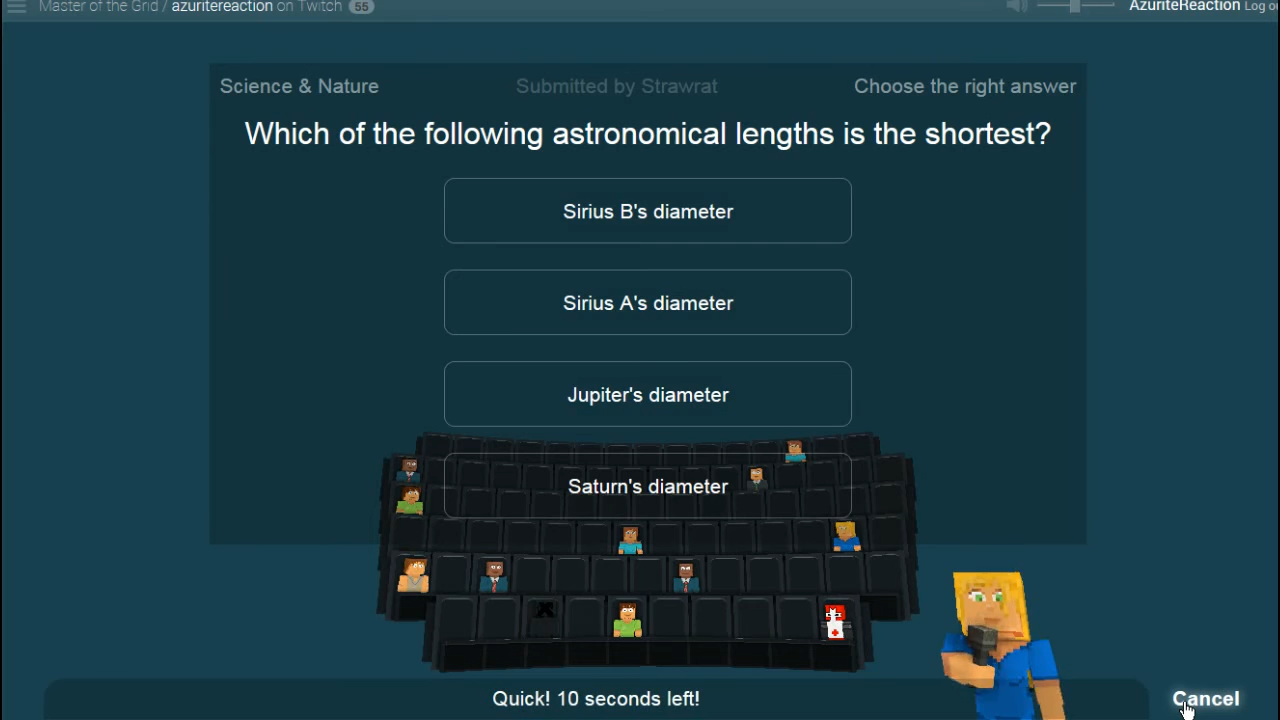 Master of the Grid / azuritereaction on Twitch 55
AzuriteReaction Log ou
Science & Nature
Submitted by Strawrat
Choose the right answer
Which of the following astronomical lengths is the shortest?
Sirius B's diameter
Sirius A's diameter
Jupiter's diameter
Saturn's diameter
Quick! 10 seconds left!
Cancel